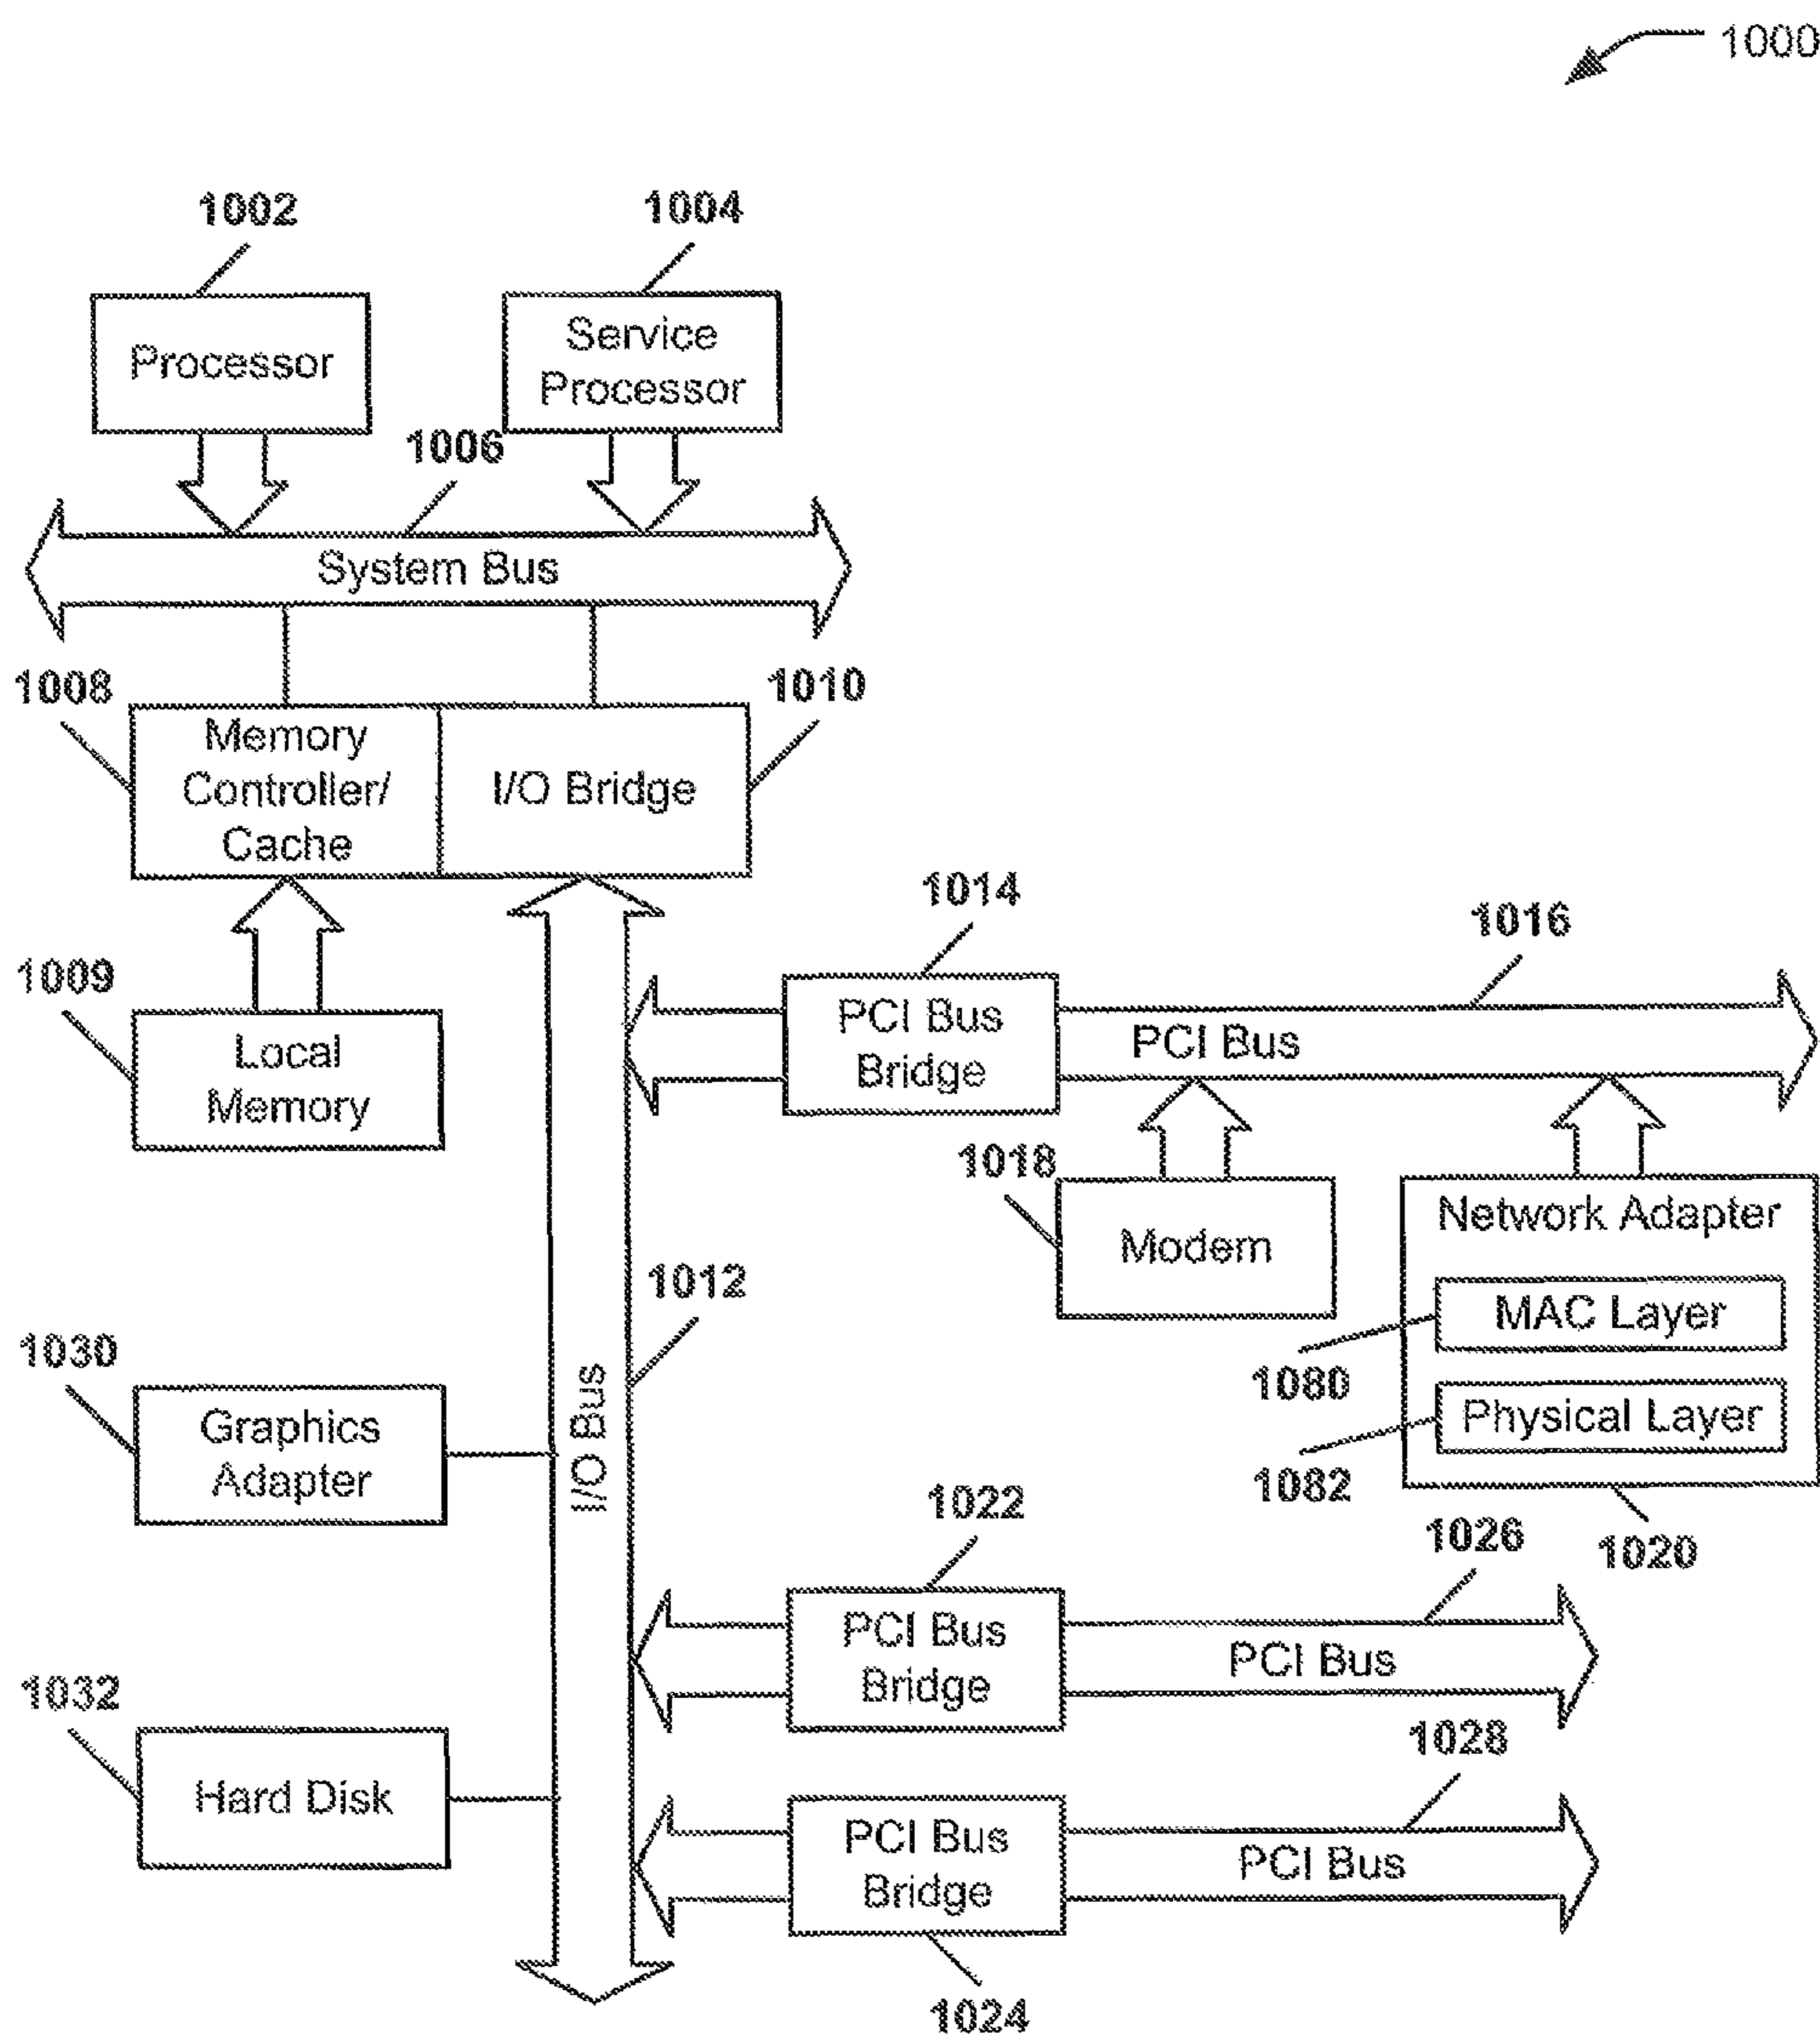 1000
1002
1004
Processor
Service
Processor
1006
System Bus
1008
1010
Memory
Controller/
Cache
I/O Bridge
1014
1016
1009
Local
Memory
PCI Bus
Bridge
PCI Bus
1018
Modem
Network Adapter
MAC Layer
1080
Physical Layer
1082
1020
1012
I/O Bus
1030
Graphics
Adapter
1022
1026
PCI Bus
Bridge
PCI Bus
1032
Hard Disk
1028
PCI Bus
Bridge
PCI Bus
1024